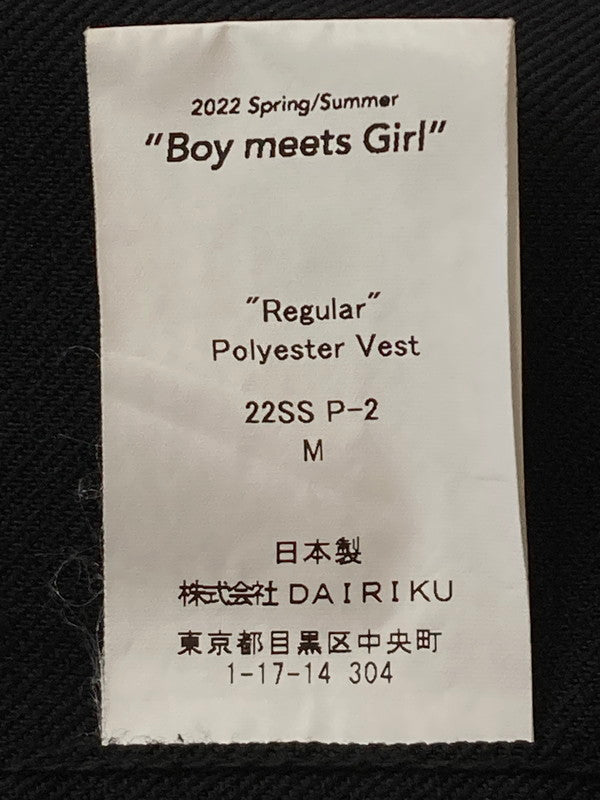 2022 Spring/Summer
"Boy meets Girl"
"Regular"
Polyester Vest
22SS P-2
M
日本製
株式会社 DAIRIKU
東京都目黒区中央町
1-17-14 304